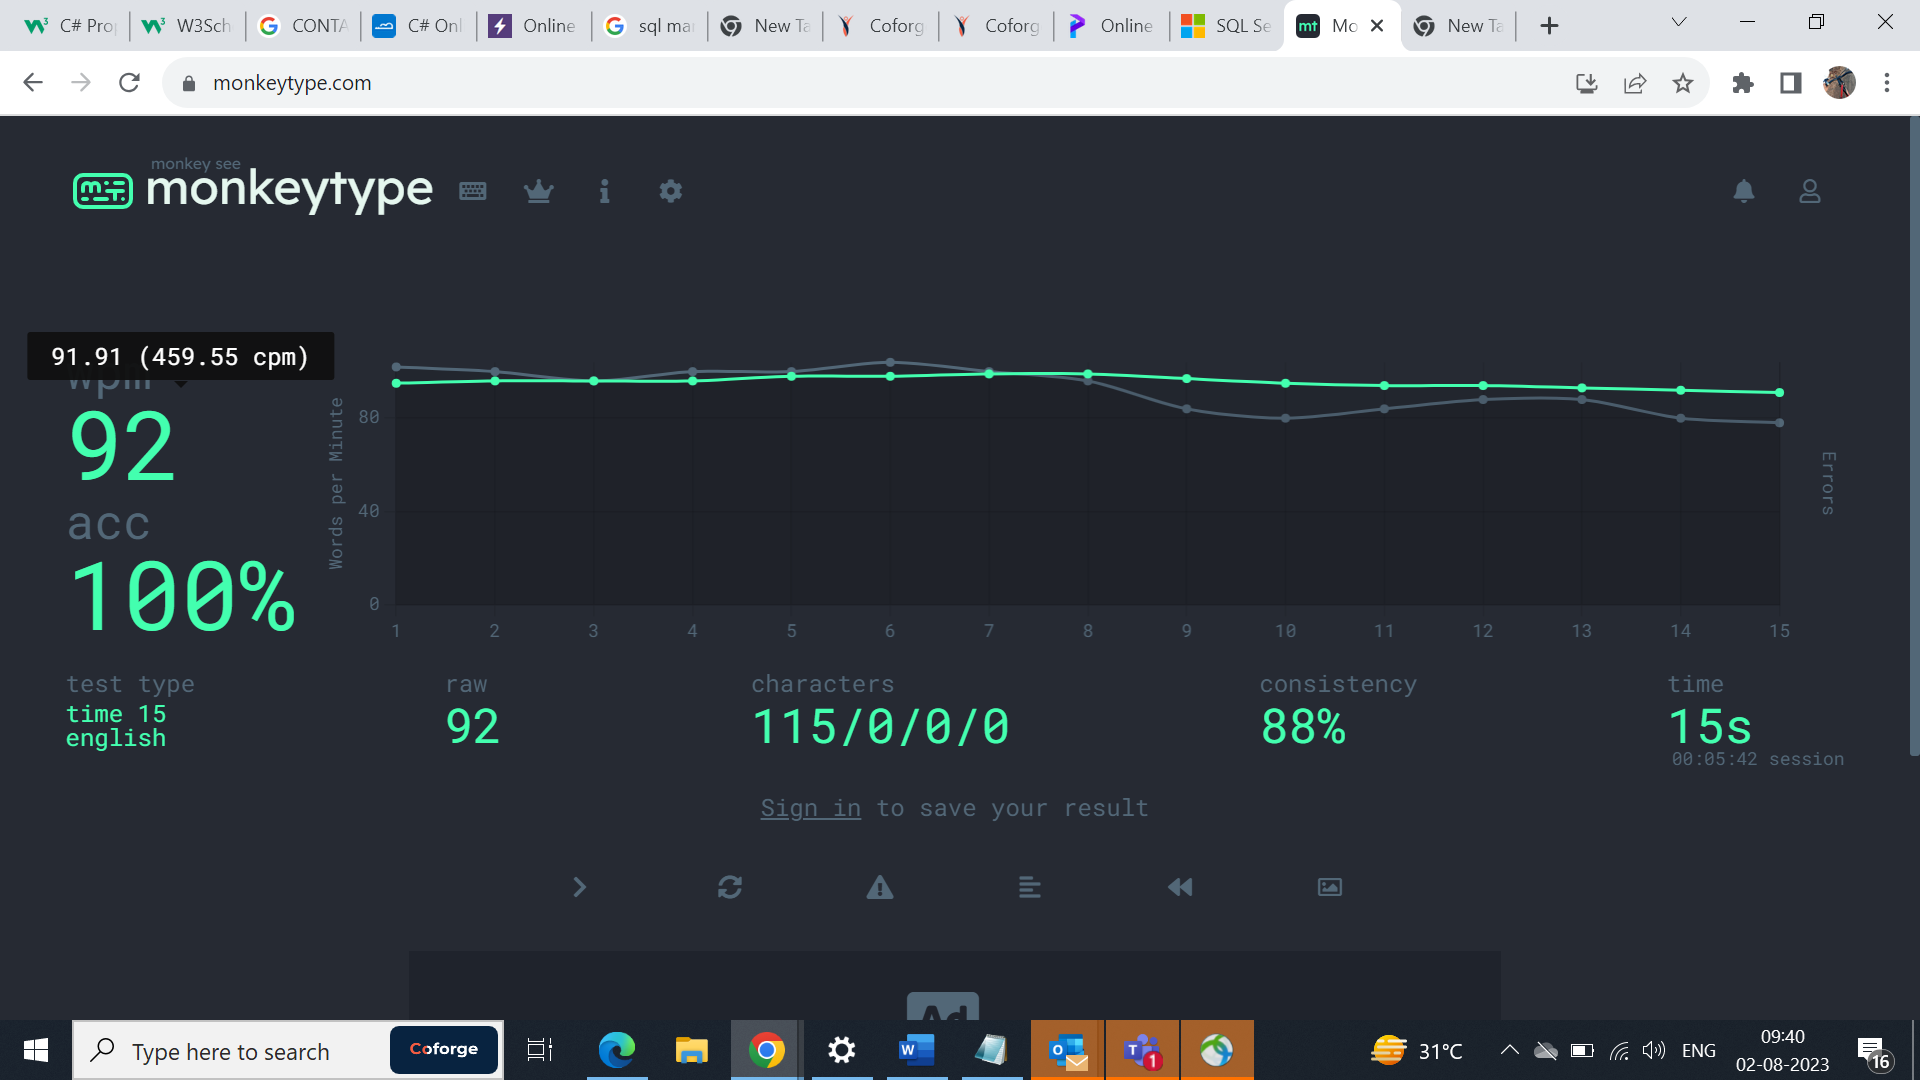 C# Pro
W3Sch
CONTA
C# Onl
Online
sql ma
New Ta
Coforg
Coforg
Online
SQL Se
mt
Mo
New Ta
monkeytype.com
monkey see
monkeytype
91.91 (459.55 cpm)
wpm
92
acc
100%
Words per Minute
80
40
0
1 2 3 4 5 6 7 8 9 10 11 12 13 14 15
Errors
test type
time 15
english
raw
92
characters
115/0/0/0
consistency
88%
time
15s
00:05:42 session
Sign in to save your result
Ad
Type here to search
Coforge
1
31°C
ENG
09:40
02-08-2023
16